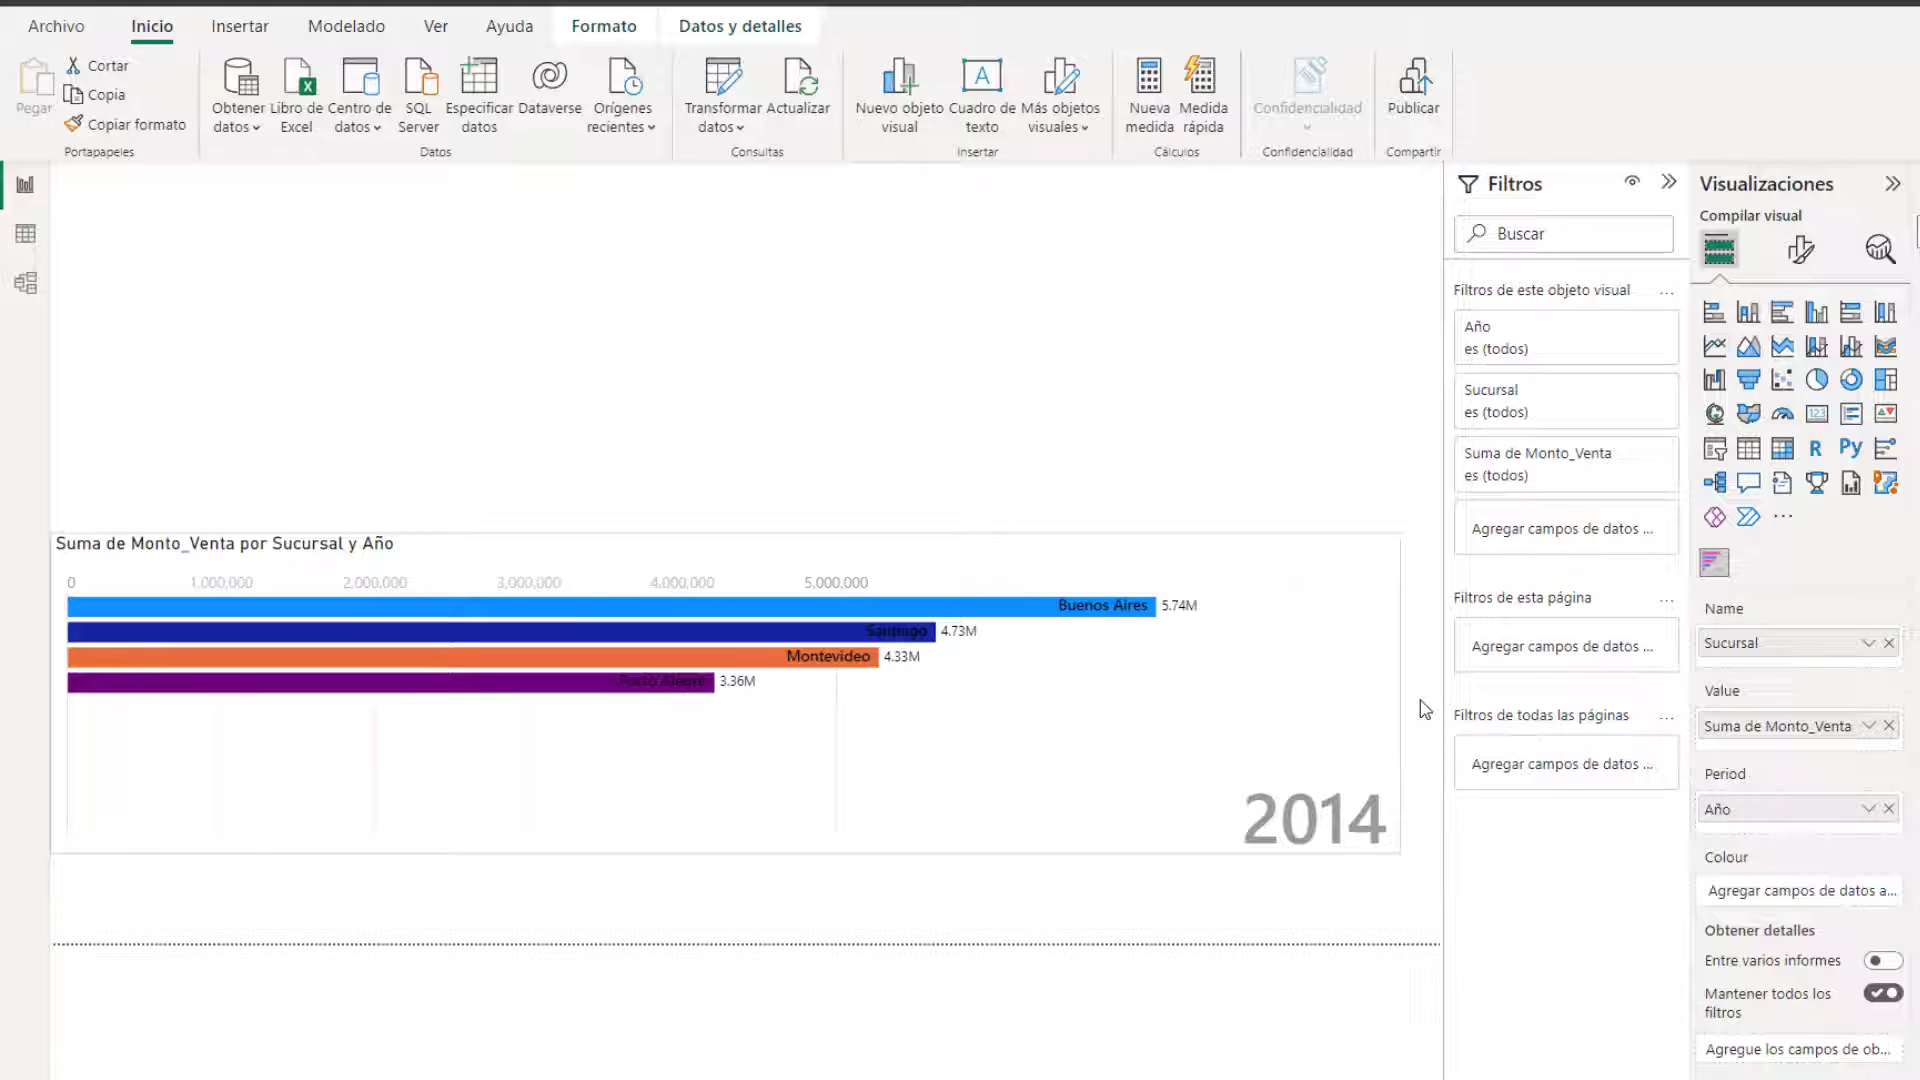 Archivo Inicio Insertar Modelado Ver Ayuda Formato Datos y detalles
Pegar
Cortar
Copia
Copiar formato
Portapapeles
Obtener datos
Libro de Excel
Centro de datos
SQL Server
Especificar datos
Dataverse
Orígenes recientes
Datos
Transformar datos
Actualizar
Consultas
Nuevo objeto visual
Cuadro de texto
A
Más objetos visuales
Insertar
Nueva medida
Medida rápida
Cálculos
Confidencialidad
Confidencialidad
Publicar
Compartir
Suma de Monto_Venta por Sucursal y Año
0 1,000,000 2,000,000 3,000,000 4,000,000 5,000,000
Buenos Aires 5.74M
Santiago 4.73M
Montevideo 4.33M
Porto Alegre 3.36M
2014
Filtros
Buscar
Filtros de este objeto visual ...
Año
es (todos)
Sucursal
es (todos)
Suma de Monto_Venta
es (todos)
Agregar campos de datos ...
Filtros de esta página ...
Agregar campos de datos ...
Filtros de todas las páginas ...
Agregar campos de datos ...
Visualizaciones
Compilar visual
123
R Py
...
Name
Sucursal
Value
Suma de Monto_Venta
Period
Año
Colour
Agregar campos de datos a...
Obtener detalles
Entre varios informes
Mantener todos los
filtros
Agregue los campos de ob...